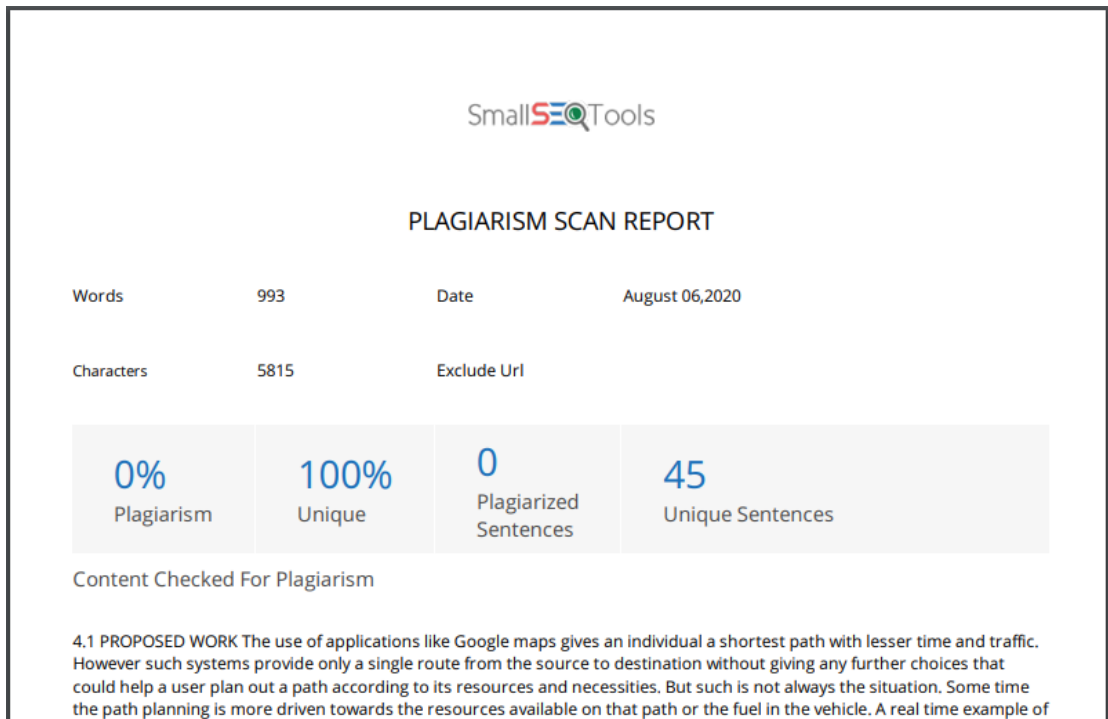 SmallSEOTools
PLAGIARISM SCAN REPORT
Words 993 Date August 06,2020
Characters 5815 Exclude Url
0% 100% 0 45
Plagiarism Unique Plagiarized Sentences Unique Sentences
Content Checked For Plagiarism
4.1 PROPOSED WORK The use of applications like Google maps gives an individual a shortest path with lesser time and traffic.
However such systems provide only a single route from the source to destination without giving any further choices that
could help a user plan out a path according to its resources and necessities. But such is not always the situation. Some time
the path planning is more driven towards the resources available on that path or the fuel in the vehicle. A real time example of